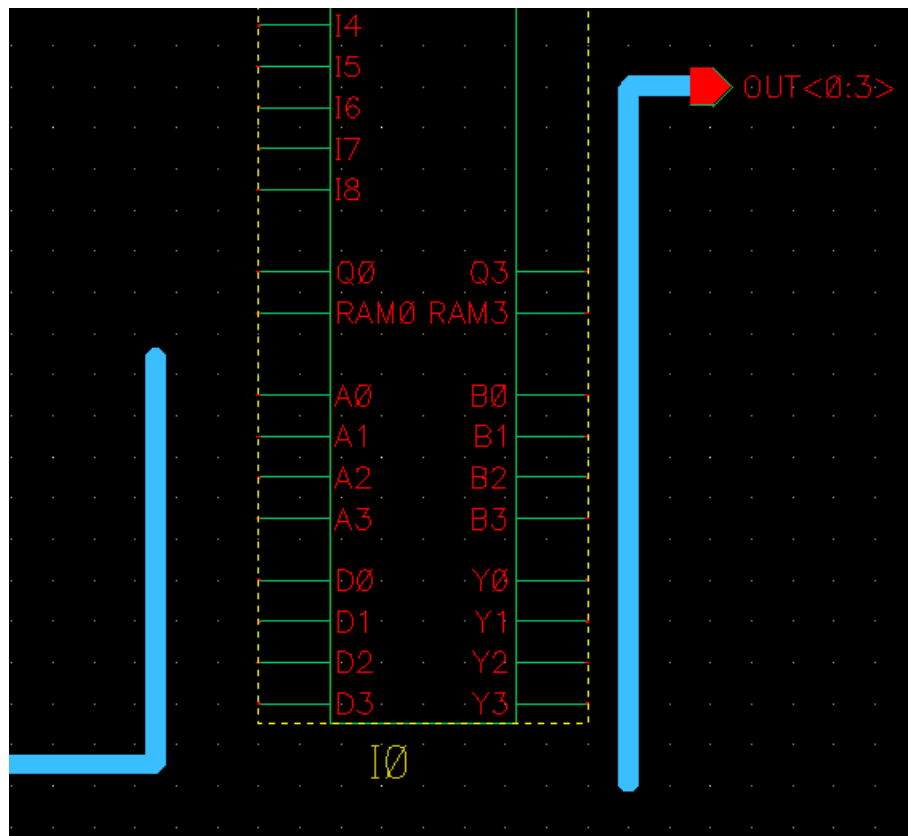 I4
I5
OUT<0:3>
I6
I7
I8
Q0 Q3
RAM0 RAM3
A0 B0
A1 B1
A2 B2
A3 B3
D0 Y0
D1 Y1
D2 Y2
D3 Y3
I0